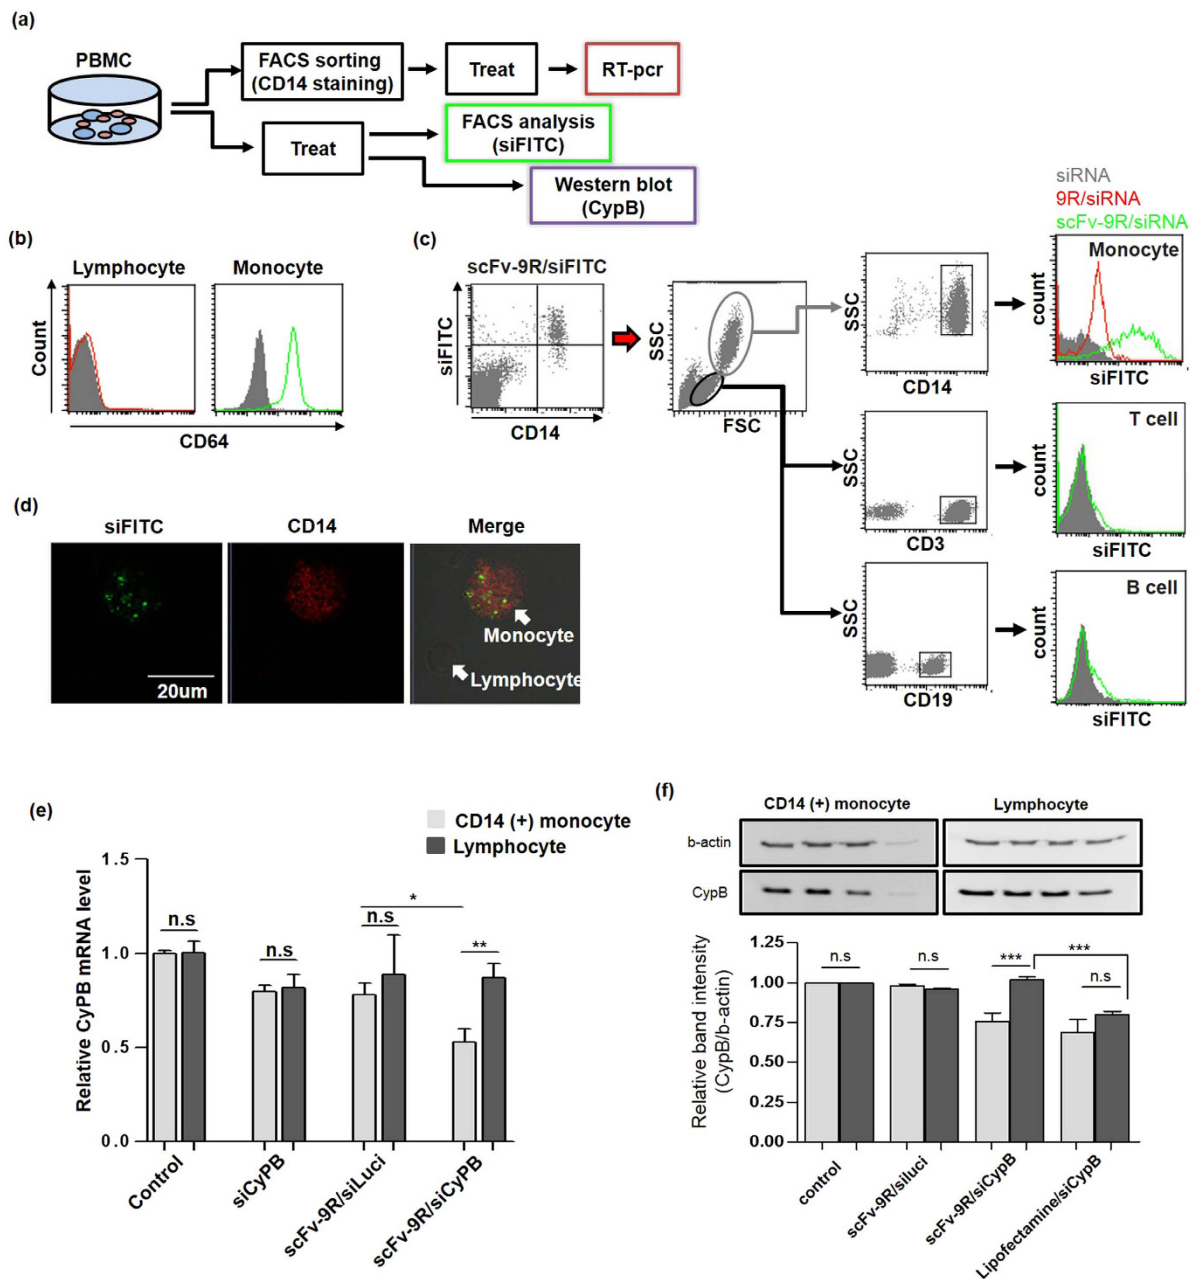 (a)
PBMC
FACS sorting
(CD14 staining)
Treat
RT-pcr
Treat
FACS analysis
(siFITC)
Western blot
(CypB)
siRNA
9R/siRNA
scFv-9R/siRNA
(b)
Lymphocyte
Monocyte
Count
CD64
(c)
scFv-9R/siFITC
siFITC
CD14
SSC
FSC
SSC
CD14
Monocyte
count
siFITC
SSC
CD3
T cell
count
siFITC
SSC
CD19
B cell
count
siFITC
(d)
siFITC
CD14
Merge
20um
Monocyte
Lymphocyte
(e)
CD14 (+) monocyte
Lymphocyte
Relative CyPB mRNA level
1.5
1.0
0.5
0.0
n.s
n.s
n.s
*
**
Control
siCyPB
scFv-9R/siLuci
scFv-9R/siCyPB
(f)
CD14 (+) monocyte
Lymphocyte
b-actin
CypB
Relative band intensity
(CypB/b-actin)
1.25
1.00
0.75
0.50
0.25
0.00
n.s
n.s
***
***
n.s
control
scFv-9R/siluci
scFv-9R/siCypB
Lipofectamine/siCypB